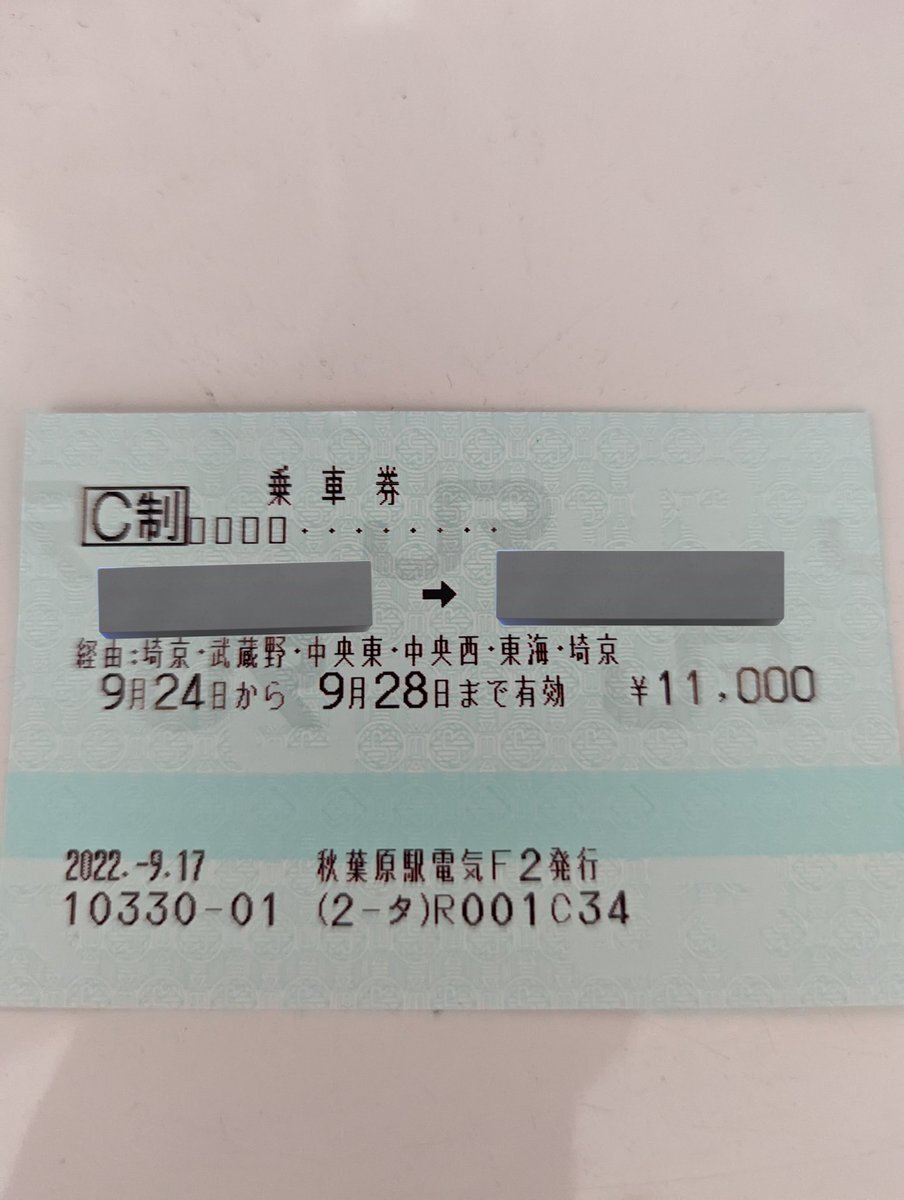 乗車券
C制 □□□□・・・・・・・・
➡
経由:埼京・武蔵野・中央東・中央西・東海・埼京
9月24日から 9月28日まで有効 ¥11,000
2022.-9.17 秋葉原駅電気F2発行
10330-01 (2-タ)R001C34